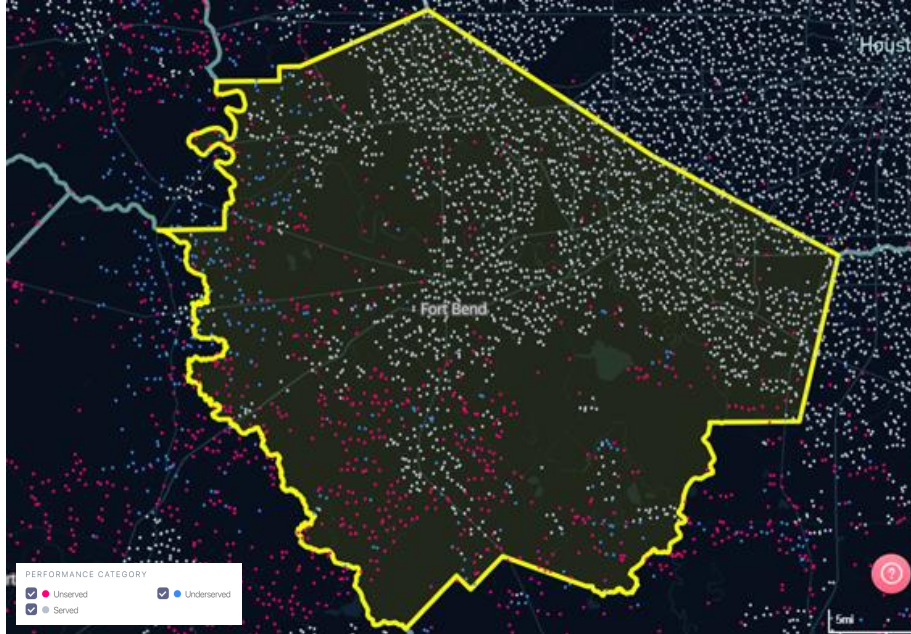 Houst
Fort Bend
PERFORMANCE CATEGORY
Unserved
Underserved
Served
5mi
?